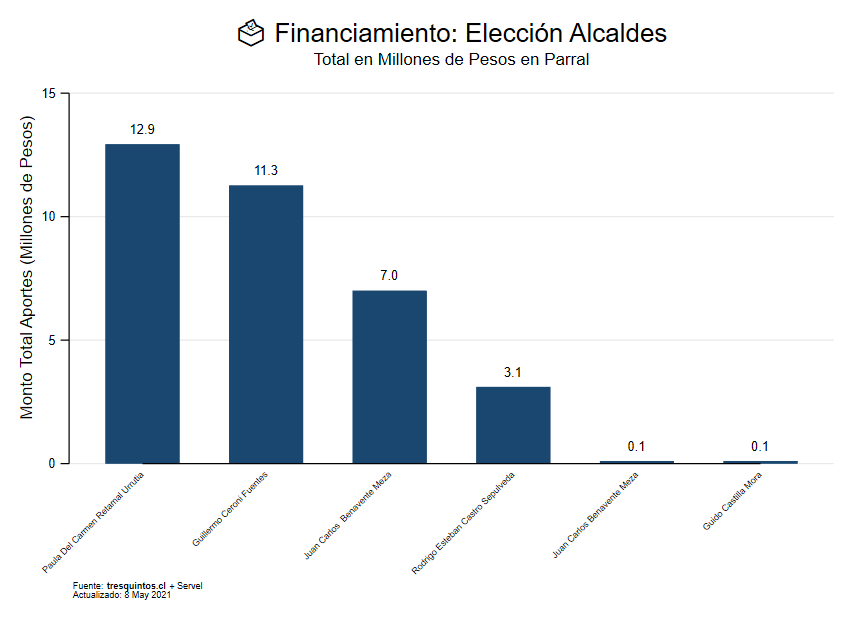 Financiamiento: Elección Alcaldes
Total en Millones de Pesos en Parral
Monto Total Aportes (Millones de Pesos)
15
10
5
0
12.9
11.3
7.0
3.1
0.1
0.1
Paula Del Carmen Retamal Urrutia
Guillermo Ceroni Fuentes
Juan Carlos  Benavente Meza
Rodrigo Esteban Castro Sepulveda
Juan Carlos Benavente Meza
Guido Castilla Mora
Fuente: tresquintos.cl + Servel
Actualizado: 8 May 2021